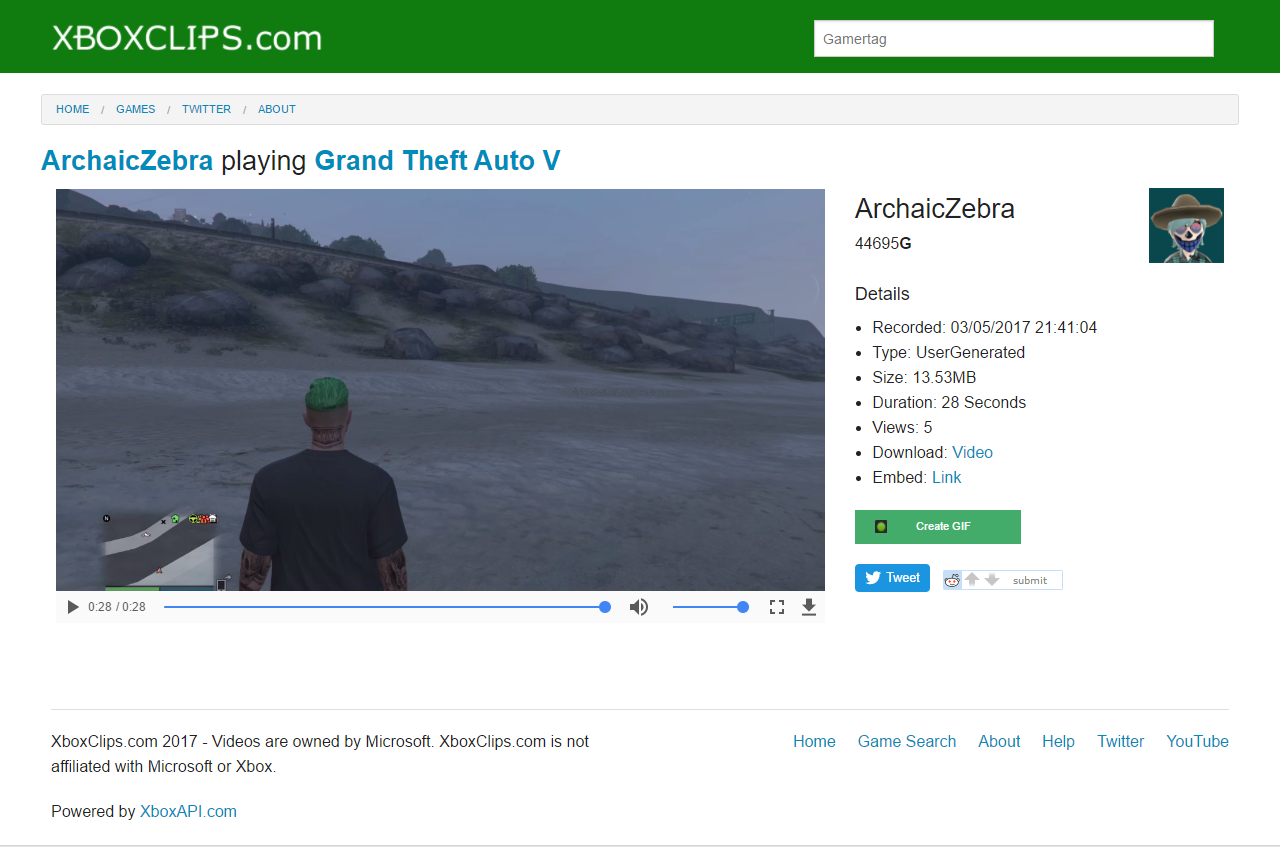 XBOXCLIPS.com
Gamertag
HOME / GAMES / TWITTER / ABOUT
ArchaicZebra playing Grand Theft Auto V
ArchaicZebra
44695G
Details
Recorded: 03/05/2017 21:41:04
Type: UserGenerated
Size: 13.53MB
Duration: 28 Seconds
Views: 5
Download: Video
Embed: Link
Create GIF
Tweet
submit
N
0:28 / 0:28
XboxClips.com 2017 - Videos are owned by Microsoft. XboxClips.com is not
affiliated with Microsoft or Xbox.
Home Game Search About Help Twitter YouTube
Powered by XboxAPI.com